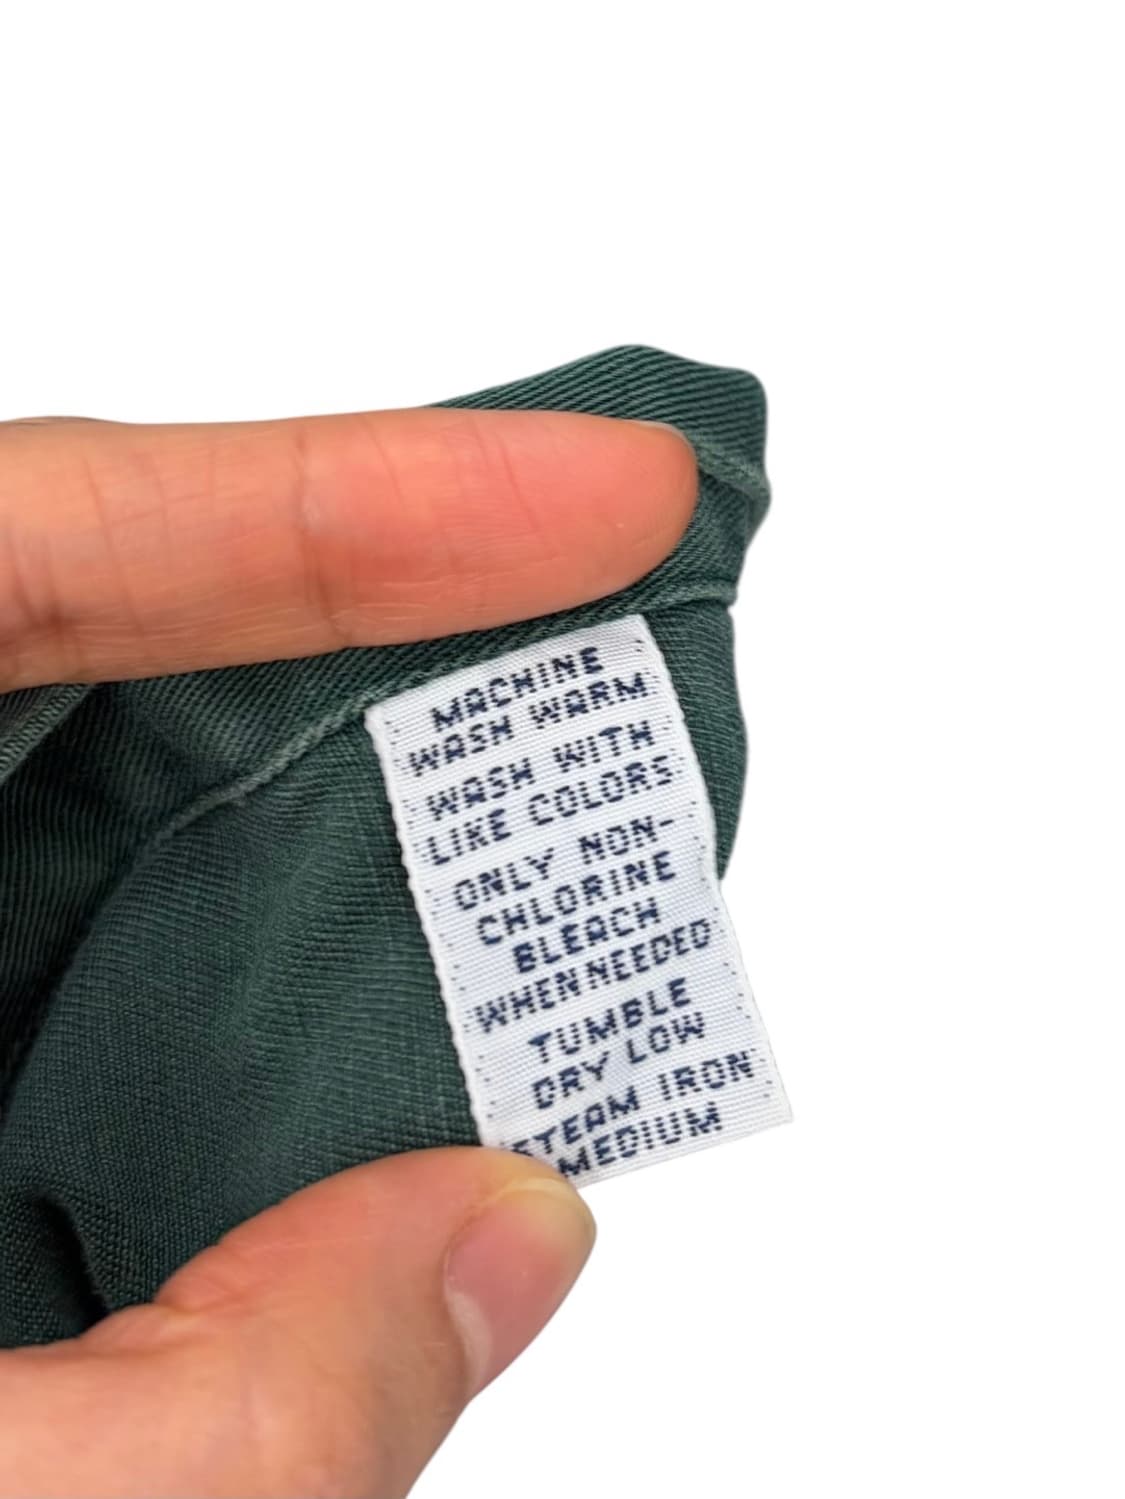 MACHINE
WASH WARM
WASH WITH
LIKE COLORS
ONLY NON-
CHLORINE
BLEACH
WHEN NEEDED
TUMBLE
DRY LOW
STEAM IRON
MEDIUM